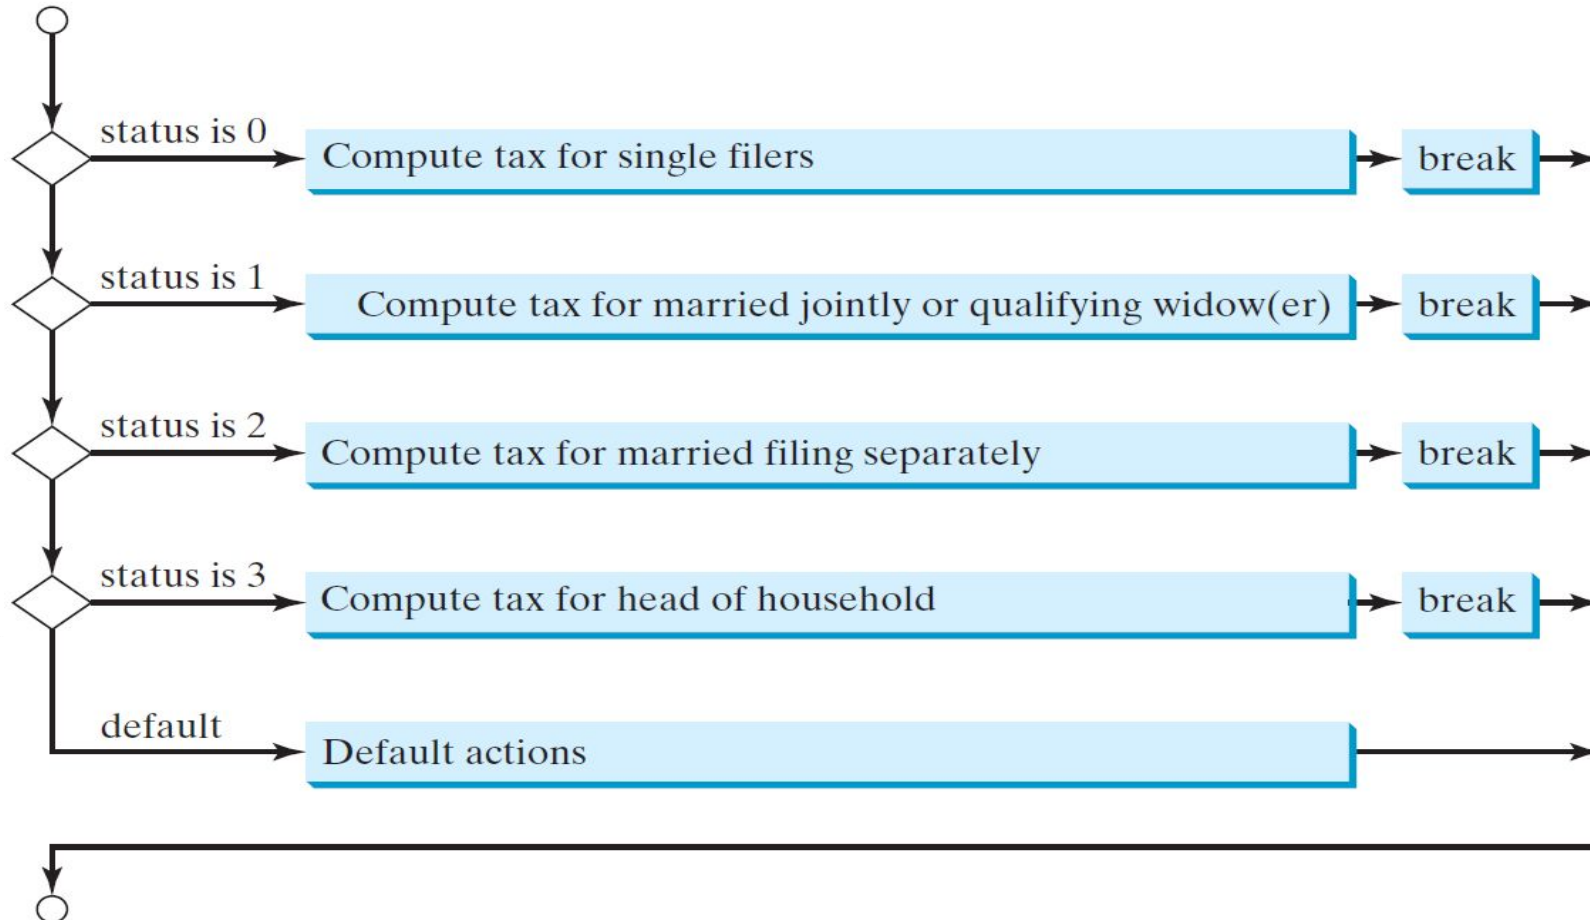 status is 0
Compute tax for single filers
break
status is 1
Compute tax for married jointly or qualifying widow(er)
break
status is 2
Compute tax for married filing separately
break
status is 3
Compute tax for head of household
break
default
Default actions